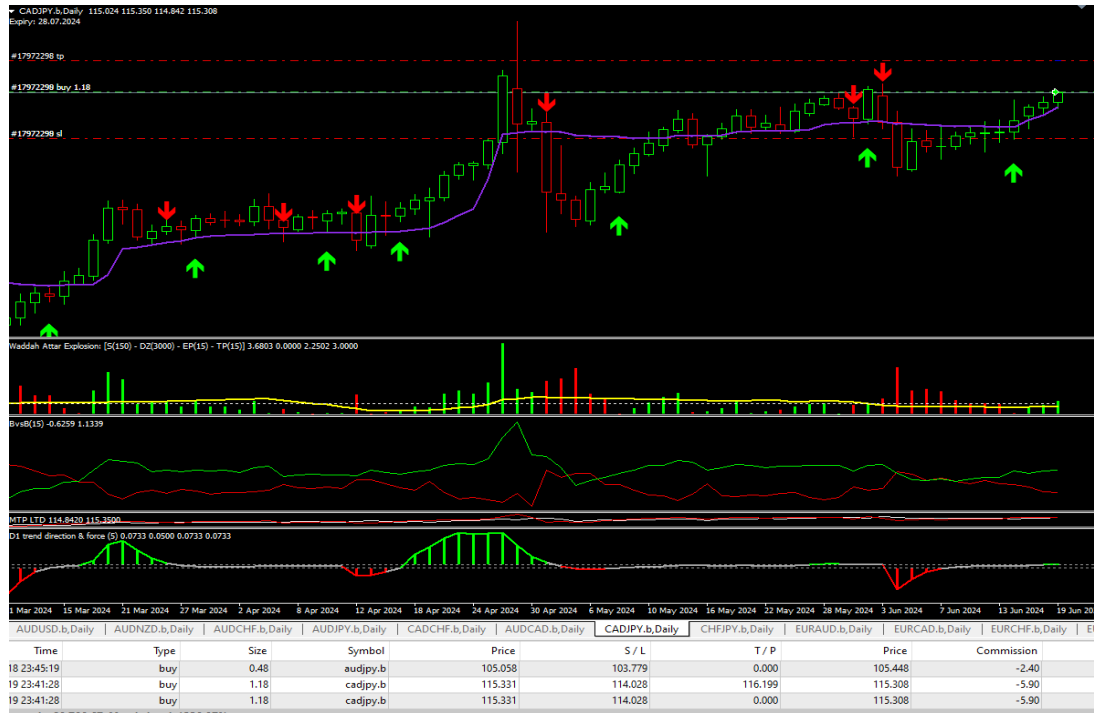 CADJPY.b,Daily 115.024 115.350 114.842 115.308
Expiry: 28.07.2024
#17972298 tp
#17972298 buy 1.18
#17972298 sl
Waddah Attar Explosion: [S(150) - DZ(3000) - EP(15) - TP(15)] 3.6803 0.0000 2.2502 3.0000
BvsB(15) -0.6259 1.1339
MTP LTD 114.8420 115.3500
D1 trend direction & force (5) 0.0733 0.0500 0.0733 0.0733
1 Mar 2024 15 Mar 2024 21 Mar 2024 27 Mar 2024 2 Apr 2024 8 Apr 2024 12 Apr 2024 18 Apr 2024 24 Apr 2024 30 Apr 2024 6 May 2024 10 May 2024 16 May 2024 22 May 2024 28 May 2024 3 Jun 2024 7 Jun 2024 13 Jun 2024 19 Jun 20
AUDUSD.b,Daily AUDNZD.b,Daily AUDCHF.b,Daily AUDJPY.b,Daily CADCHF.b,Daily AUDCAD.b,Daily CADJPY.b,Daily CHFJPY.b,Daily EURAUD.b,Daily EURCAD.b,Daily EURCHF.b,Daily
Time Type Size Symbol Price S / L T / P Price Commission
18 23:45:19 buy 0.48 audjpy.b 105.058 103.779 0.000 105.448 -2.40
19 23:41:28 buy 1.18 cadjpy.b 115.331 114.028 116.199 115.308 -5.90
19 23:41:28 buy 1.18 cadjpy.b 115.331 114.028 0.000 115.308 -5.90